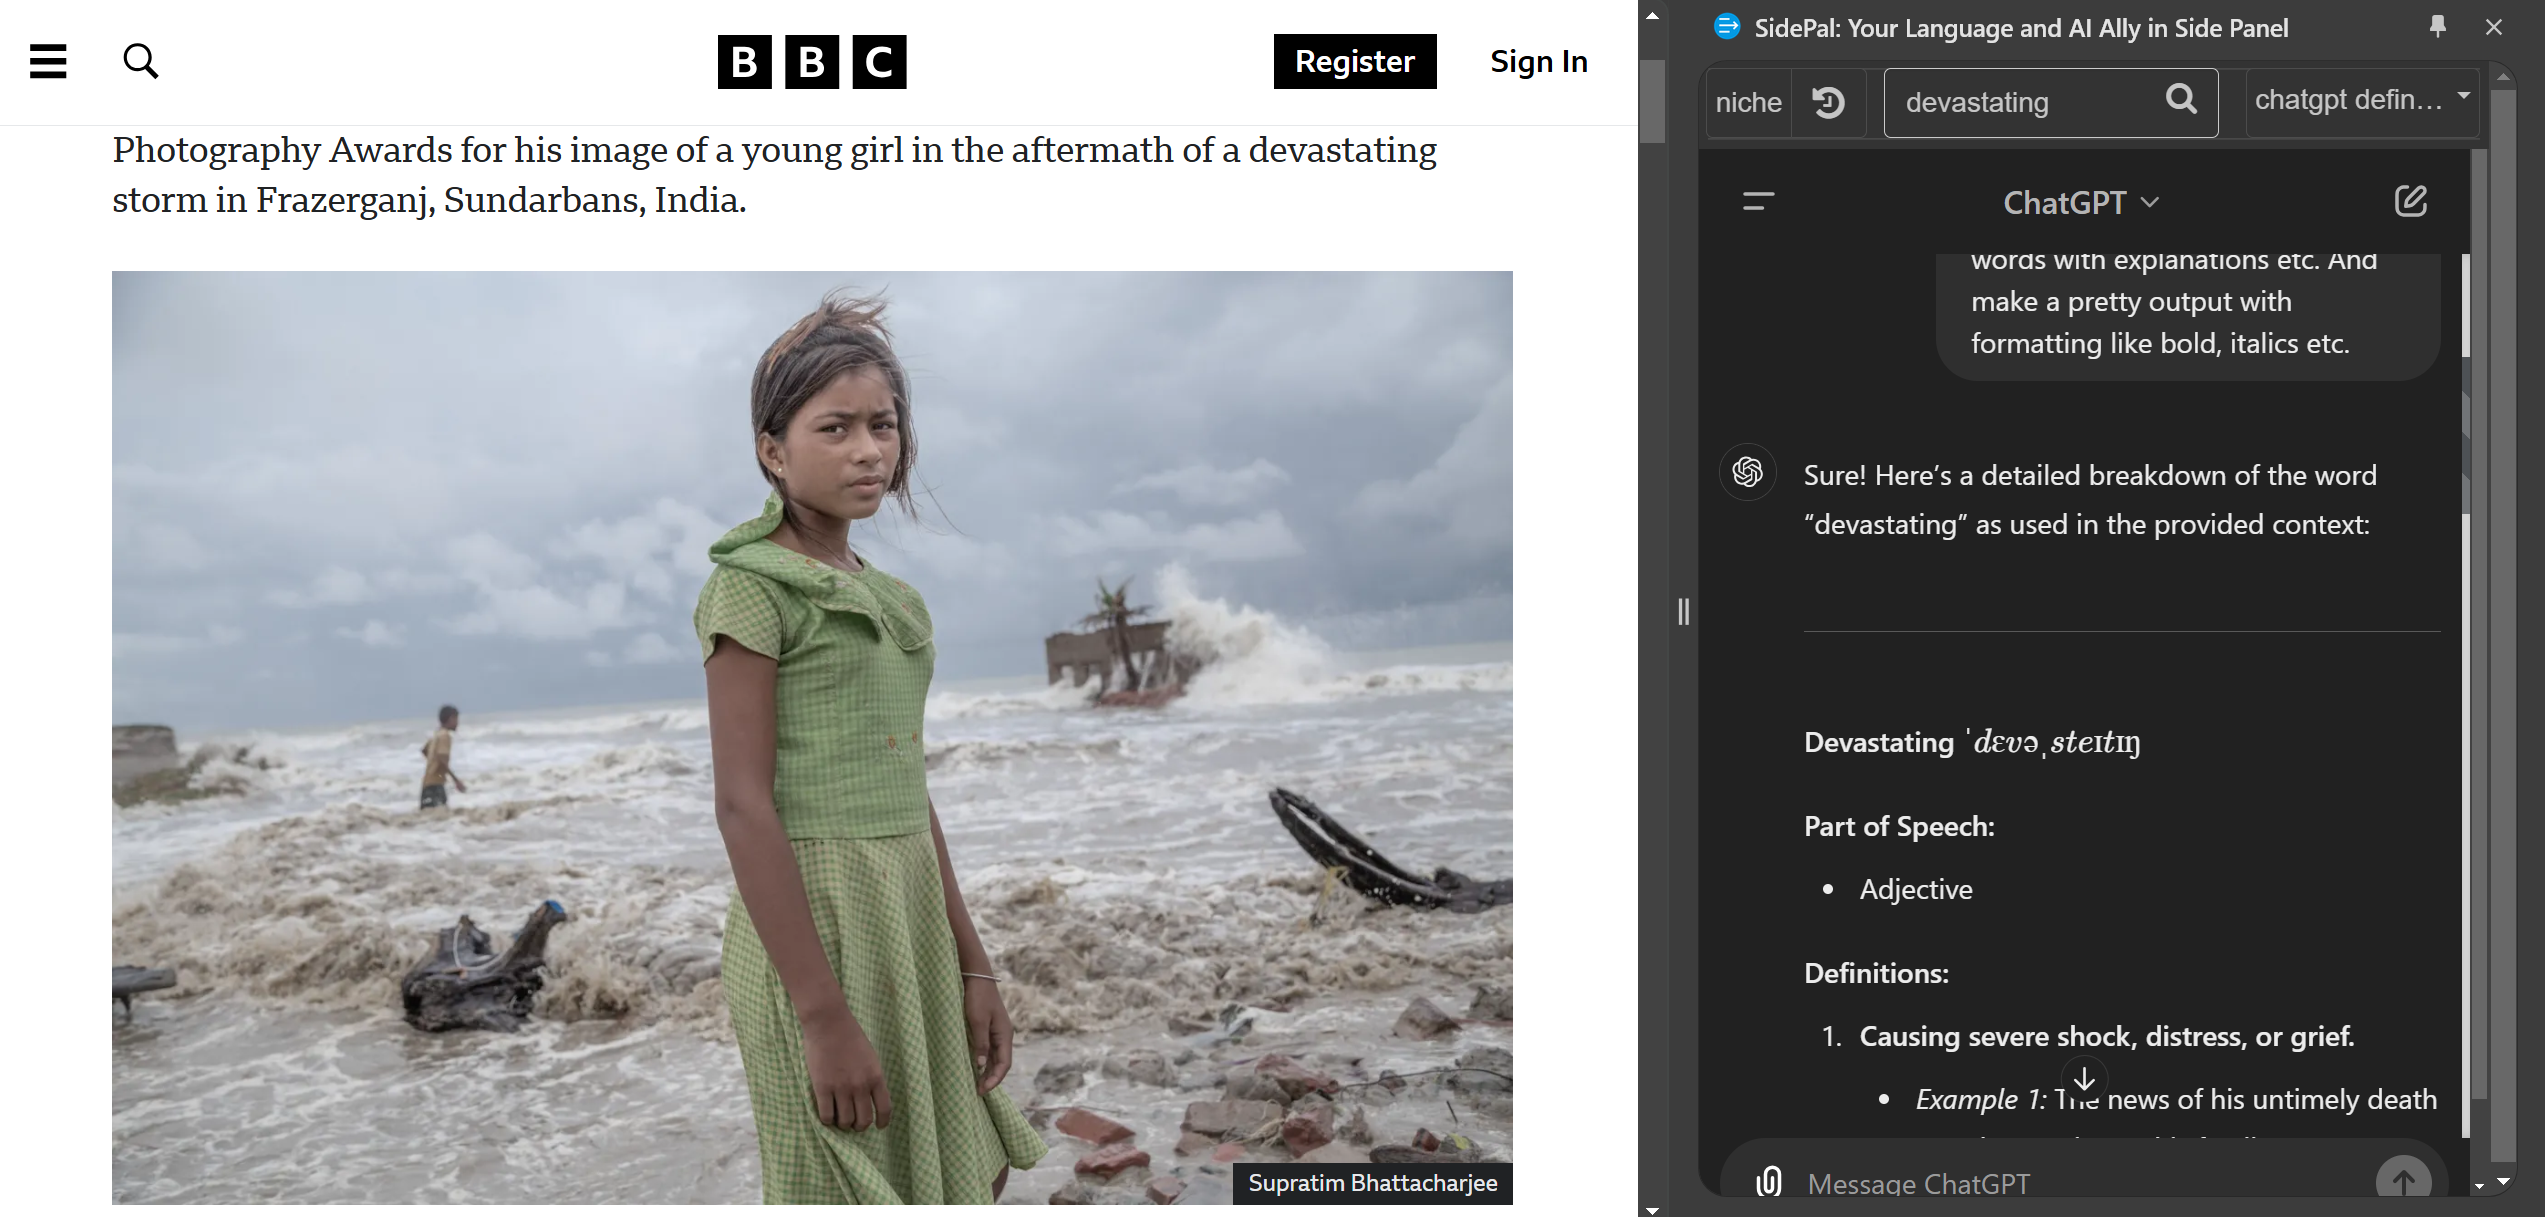 BBC
Register
Sign In
Photography Awards for his image of a young girl in the aftermath of a devastating
storm in Frazerganj, Sundarbans, India.
Supratim Bhattacharjee
SidePal: Your Language and AI Ally in Side Panel
niche
devastating
chatgpt defin...
ChatGPT
words with explanations etc. And
make a pretty output with
formatting like bold, italics etc.
Sure! Here’s a detailed breakdown of the word
“devastating” as used in the provided context:
Devastating ˈdɛvəˌsteɪtɪŋ
Part of Speech:
• Adjective
Definitions:
1. Causing severe shock, distress, or grief.
• Example 1: The news of his untimely death
Message ChatGPT